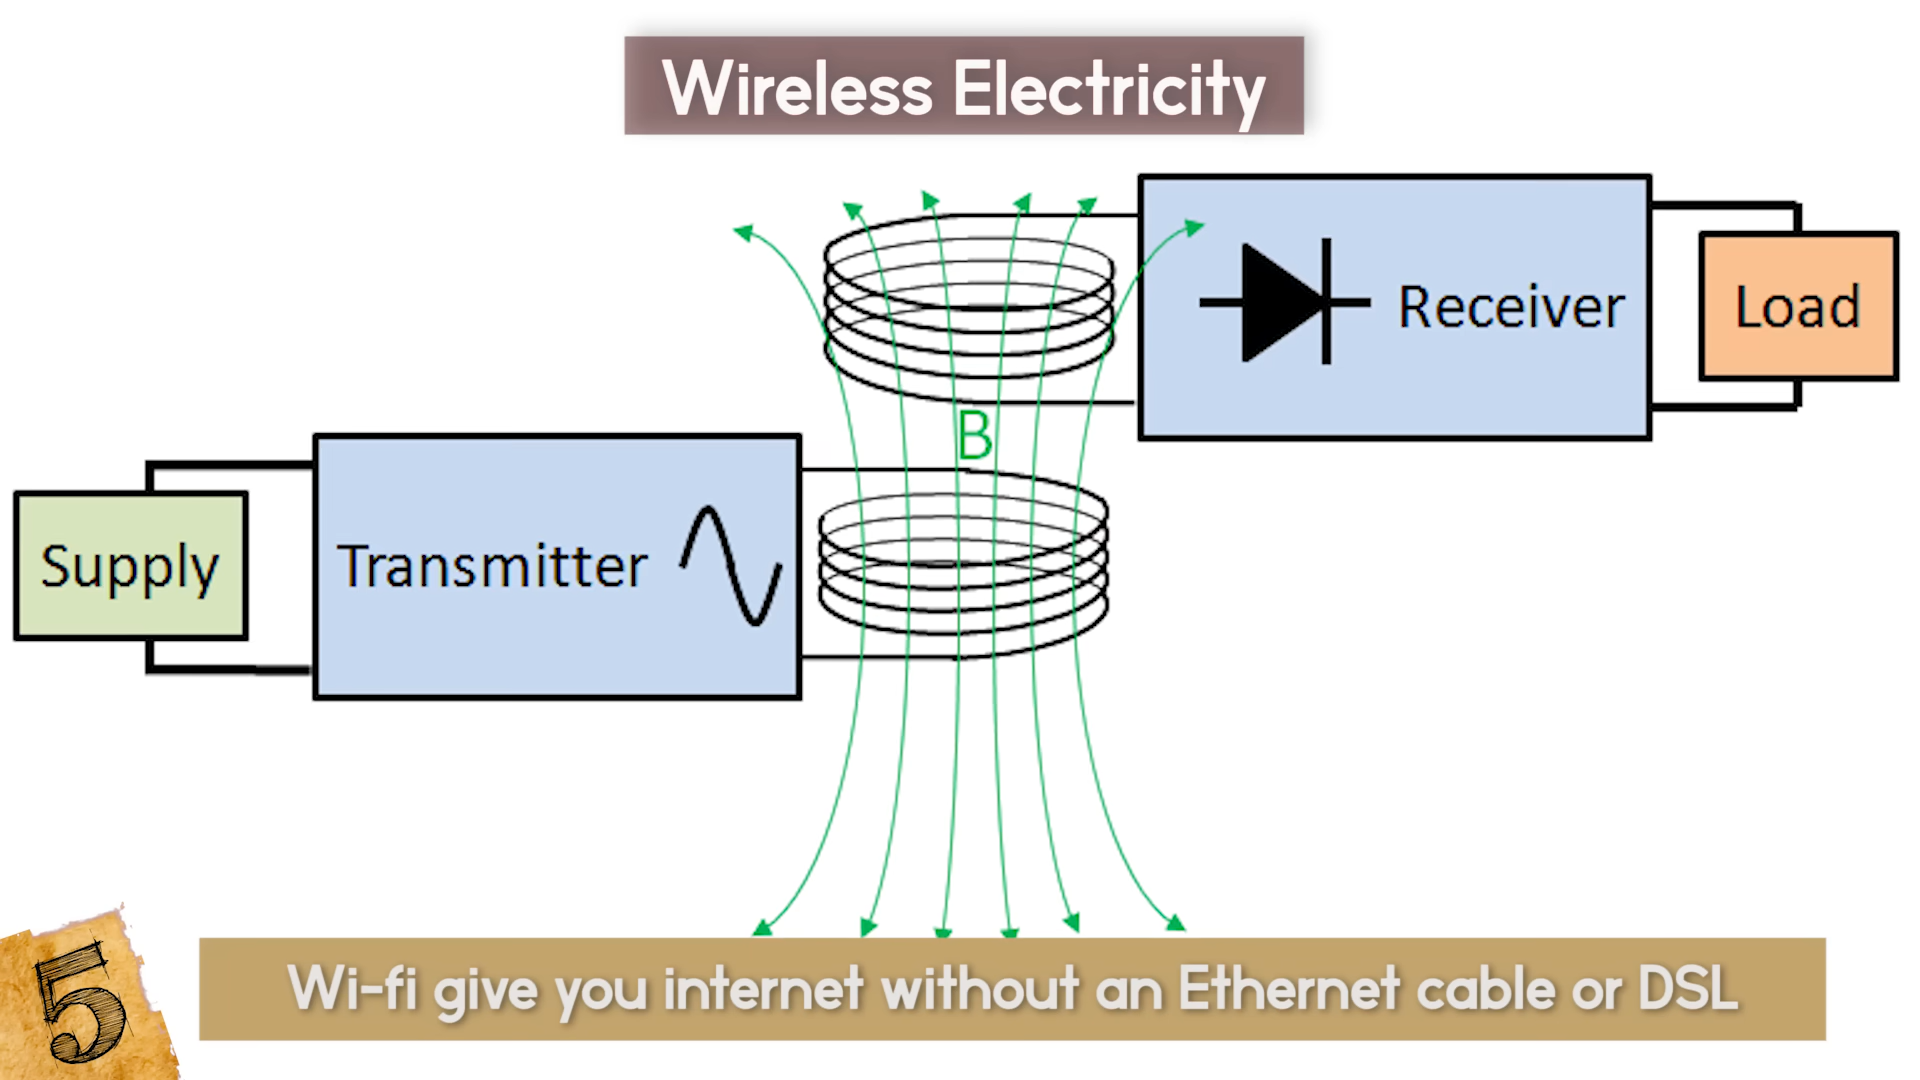 Wireless Electricity
Receiver
Load
B
Supply
Transmitter
5
Wi-fi give you internet without an Ethernet cable or DSL